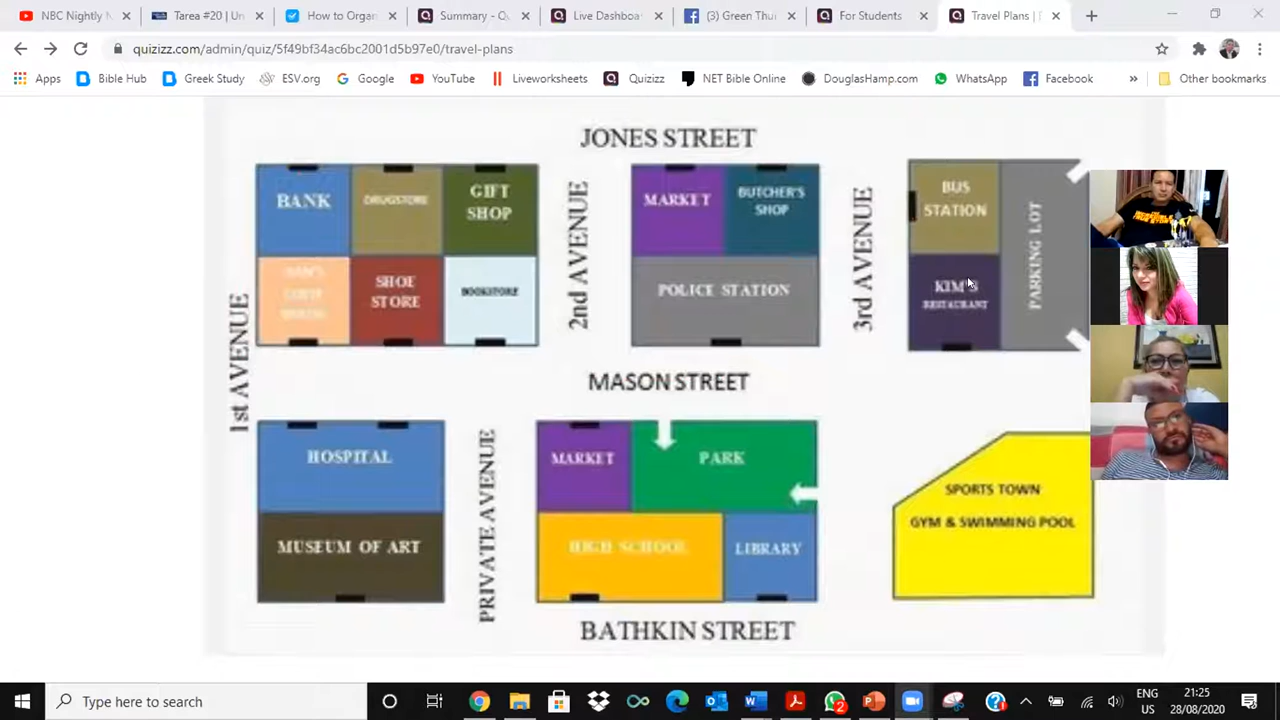 NBC Nightly N
Tarea #20 | Un
How to Organ
Summary - Q
Live Dashboa
(3) Green Thu
For Students
Travel Plans |
quizizz.com/admin/quiz/5f49bf34ac6bc2001d5b97e0/travel-plans
Apps
Bible Hub
Greek Study
ESV.org
Google
YouTube
Liveworksheets
Quizizz
NET Bible Online
DouglasHamp.com
WhatsApp
Facebook
»
Other bookmarks
JONES STREET
BANK
DRUGSTORE
GIFT
SHOP
2nd AVENUE
MARKET
BUTCHER'S
SHOP
3rd AVENUE
BUS
STATION
PARKING LOT
1st AVENUE
SHOE
STORE
BOOKSTORE
POLICE STATION
KIM'S
RESTAURANT
MASON STREET
HOSPITAL
MUSEUM OF ART
PRIVATE AVENUE
MARKET
PARK
HIGH SCHOOL
LIBRARY
SPORTS TOWN
GYM & SWIMMING POOL
BATHKIN STREET
Type here to search
2
ENG
US
21:25
28/08/2020